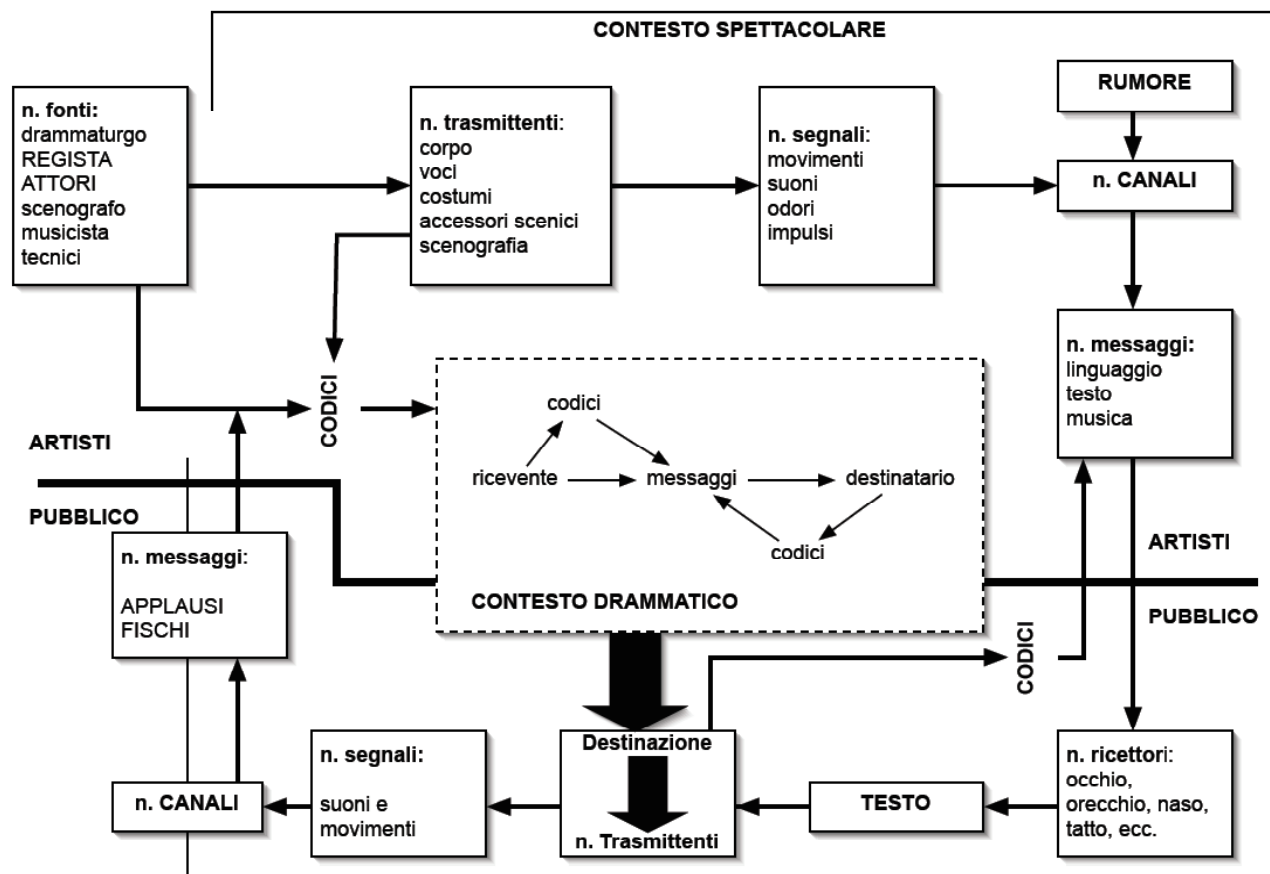 CONTESTO SPETTACOLARE
n. fonti:
drammaturgo
REGISTA
ATTORI
scenografo
musicista
tecnici
n. trasmittenti:
corpo
voci
costumi
accessori scenici
scenografia
n. segnali:
movimenti
suoni
odori
impulsi
RUMORE
n. CANALI
n. messaggi:
linguaggio
testo
musica
CODICI
codici
ricevente
messaggi
destinatario
codici
CONTESTO DRAMMATICO
ARTISTI
PUBBLICO
n. messaggi:
APPLAUSI
FISCHI
ARTISTI
PUBBLICO
CODICI
n. CANALI
n. segnali:
suoni e
movimenti
Destinazione
n. Trasmittenti
TESTO
n. ricettori:
occhio,
orecchio, naso,
tatto, ecc.